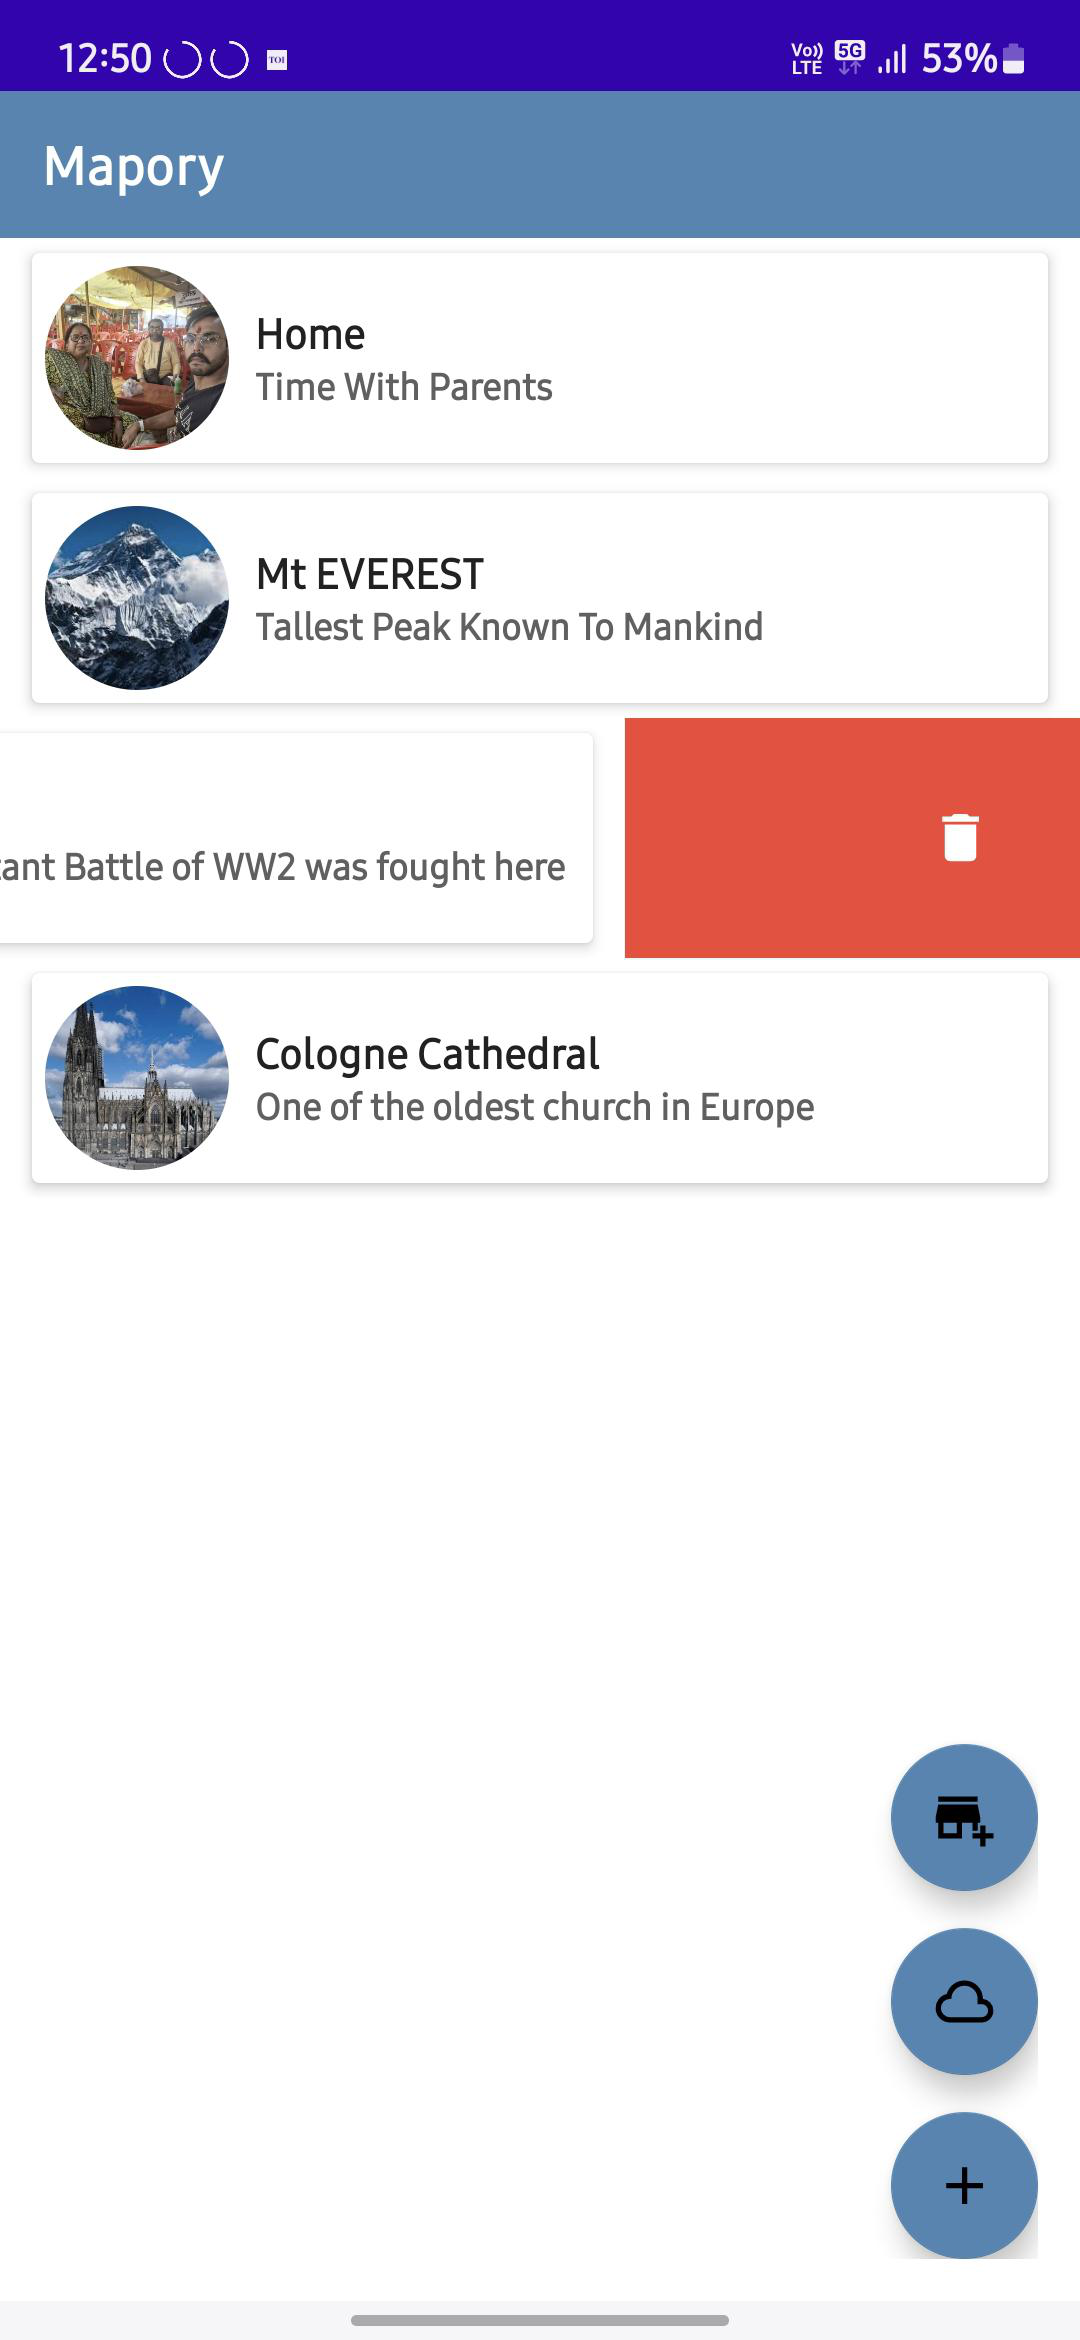 12:50 TOI Vo)) LTE 5G 53%
Mapory
Home
Time With Parents
Mt EVEREST
Tallest Peak Known To Mankind
Battle of WW2 was fought here
Cologne Cathedral
One of the oldest church in Europe